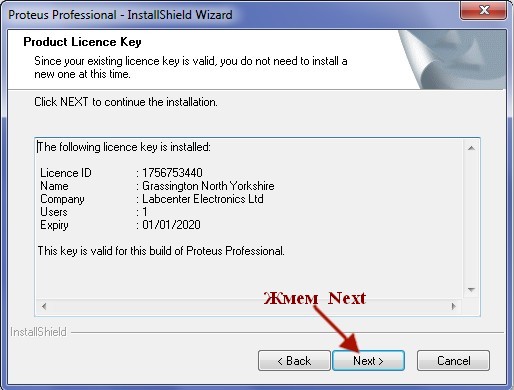 Proteus Professional - InstallShield Wizard
Product Licence Key
Since your existing licence key is valid, you do not need to install a
new one at this time.
Click NEXT to continue the installation.
The following licence key is installed:
Licence ID : 1756753440
Name : Grassington North Yorkshire
Company : Labcenter Electronics Ltd
Users : 1
Expiry : 01/01/2020
This key is valid for this build of Proteus Professional.
Жмем Next
InstallShield
< Back Next > Cancel